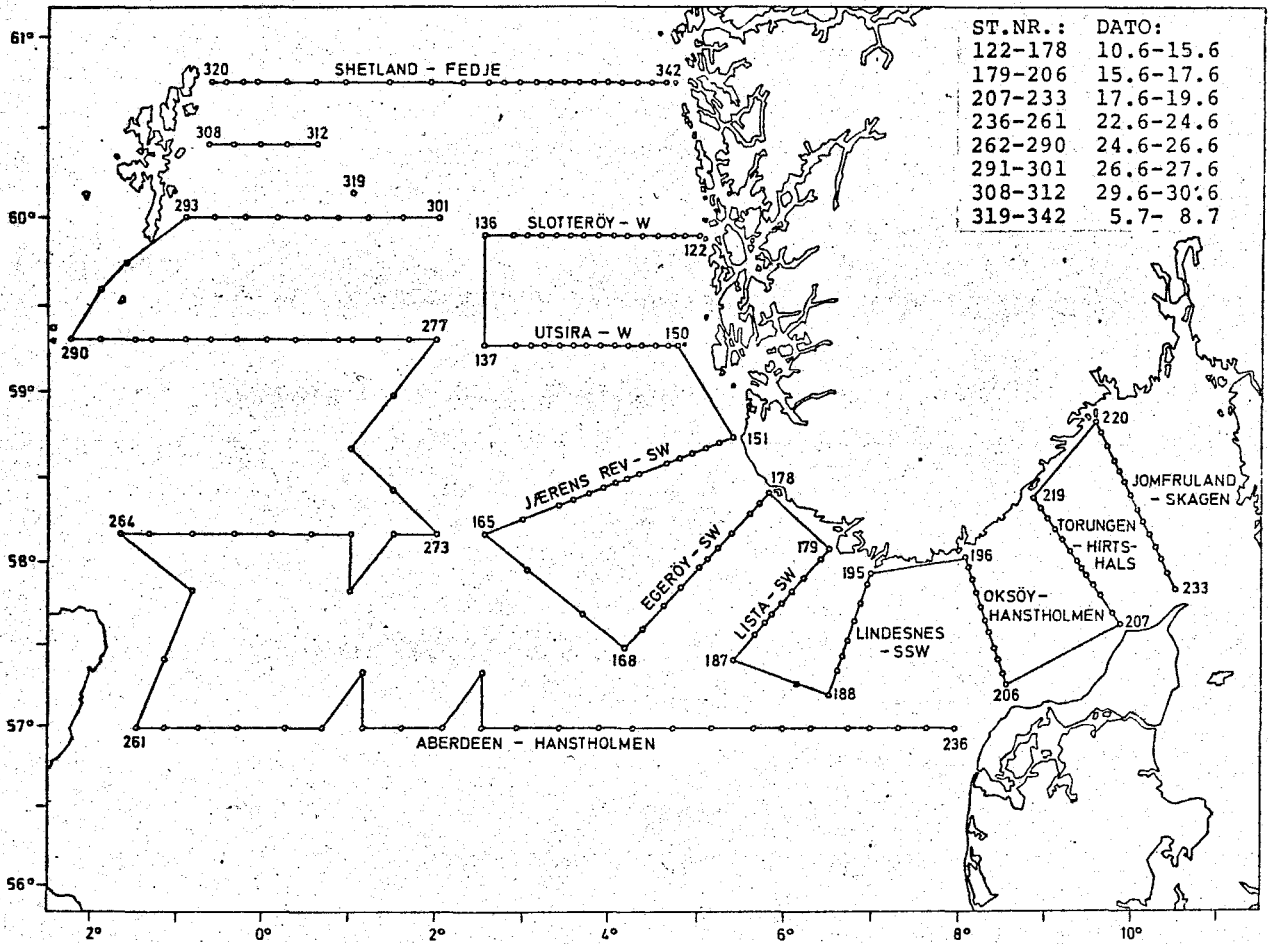 ST.NR.: DATO:
122-178 10.6-15.6
179-206 15.6-17.6
207-233 17.6-19.6
236-261 22.6-24.6
262-290 24.6-26.6
291-301 26.6-27.6
308-312 29.6-30.6
319-342 5.7- 8.7
61°
320 SHETLAND - FEDJE 342
308 312
319
60° 293 301
136 SLOTTERÖY - W 122
277
137 UTSIRA - W 150
290
59°
151
JÆRENS REV - SW
178
220
JOMFRULAND
- SKAGEN
219
TORUNGEN
- HIRTS-
HALS
264
165
273
58°
EGERÖY - SW
179
195
196
LISTA - SW
OKSÖY-
HANSTHOLMEN
LINDESNES
- SSW
233
207
168
187
188
206
57°
261 ABERDEEN - HANSTHOLMEN 236
56°
2° 0° 2° 4° 6° 8° 10°